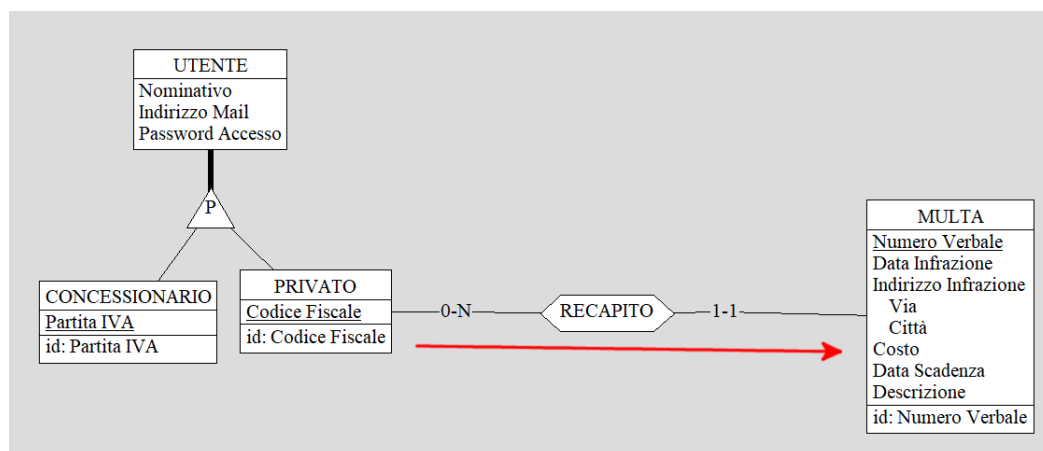 UTENTE
Nominativo
Indirizzo Mail
Password Accesso
P
CONCESSIONARIO
Partita IVA
id: Partita IVA
PRIVATO
Codice Fiscale
id: Codice Fiscale
0-N
RECAPITO
1-1
MULTA
Numero Verbale
Data Infrazione
Indirizzo Infrazione
Via
Città
Costo
Data Scadenza
Descrizione
id: Numero Verbale